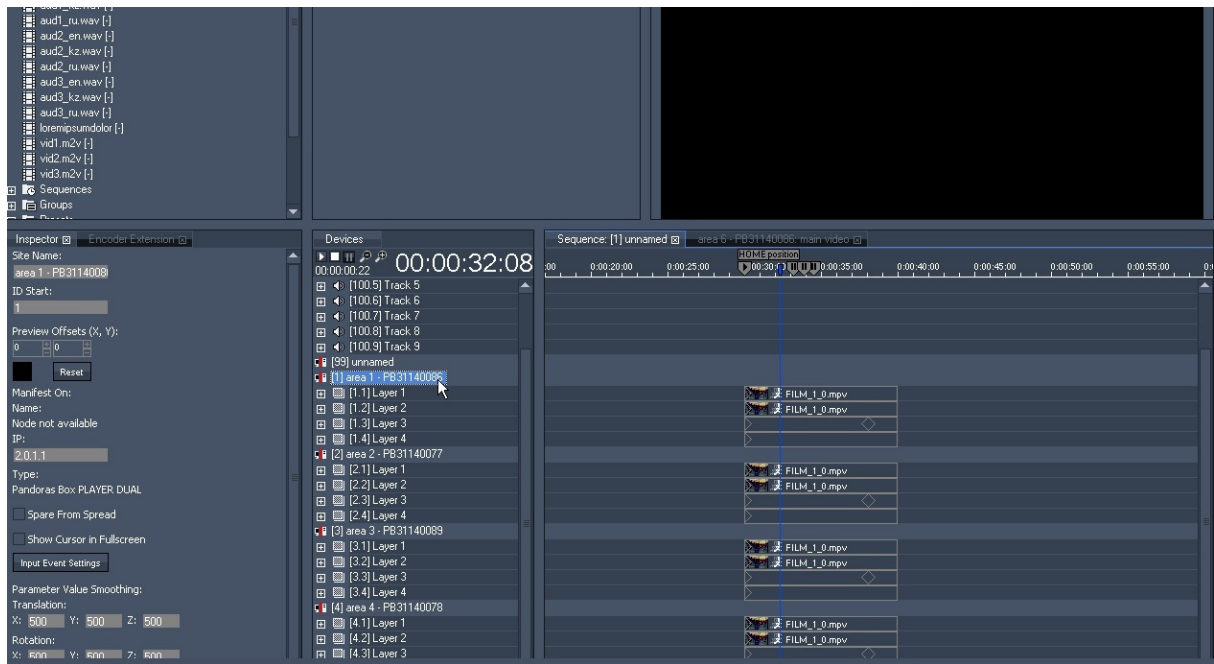 aud1_ru.wav [-]
aud2_en.wav [-]
aud2_kz.wav [-]
aud2_ru.wav [-]
aud3_en.wav [-]
aud3_kz.wav [-]
aud3_ru.wav [-]
loremipsumdolor [-]
vid1.m2v [-]
vid2.m2v [-]
vid3.m2v [-]
Sequences
Groups
Inspector
Encoder Extension
Site Name:
area 1 - PB3114008
ID Start:
1
Preview Offsets (X, Y):
0 0
Reset
Manifest On:
Name:
Node not available
IP:
2.0.1.1
Type:
Pandoras Box PLAYER DUAL
Spare From Spread
Show Cursor in Fullscreen
Input Event Settings
Parameter Value Smoothing:
Translation:
X: 500 Y: 500 Z: 500
Rotation:
X: 500 Y: 500 Z: 500
Devices
00:00:00:22
00:00:32:08
[100.5] Track 5
[100.6] Track 6
[100.7] Track 7
[100.8] Track 8
[100.9] Track 9
[99] unnamed
[1] area 1 - PB31140086
[1.1] Layer 1
[1.2] Layer 2
[1.3] Layer 3
[1.4] Layer 4
[2] area 2 - PB31140077
[2.1] Layer 1
[2.2] Layer 2
[2.3] Layer 3
[2.4] Layer 4
[3] area 3 - PB31140089
[3.1] Layer 1
[3.2] Layer 2
[3.3] Layer 3
[3.4] Layer 4
[4] area 4 - PB31140078
[4.1] Layer 1
[4.2] Layer 2
[4.3] Layer 3
Sequence: [1] unnamed
area 6 - PB31140086: main video
HOME position
:00 0:00:20:00 0:00:25:00 0:00:35:00 0:00:40:00 0:00:45:00 0:00:50:00 0:00:55:00
FILM_1_0.mpv
FILM_1_0.mpv
FILM_1_0.mpv
FILM_1_0.mpv
FILM_1_0.mpv
FILM_1_0.mpv
FILM_1_0.mpv
FILM_1_0.mpv